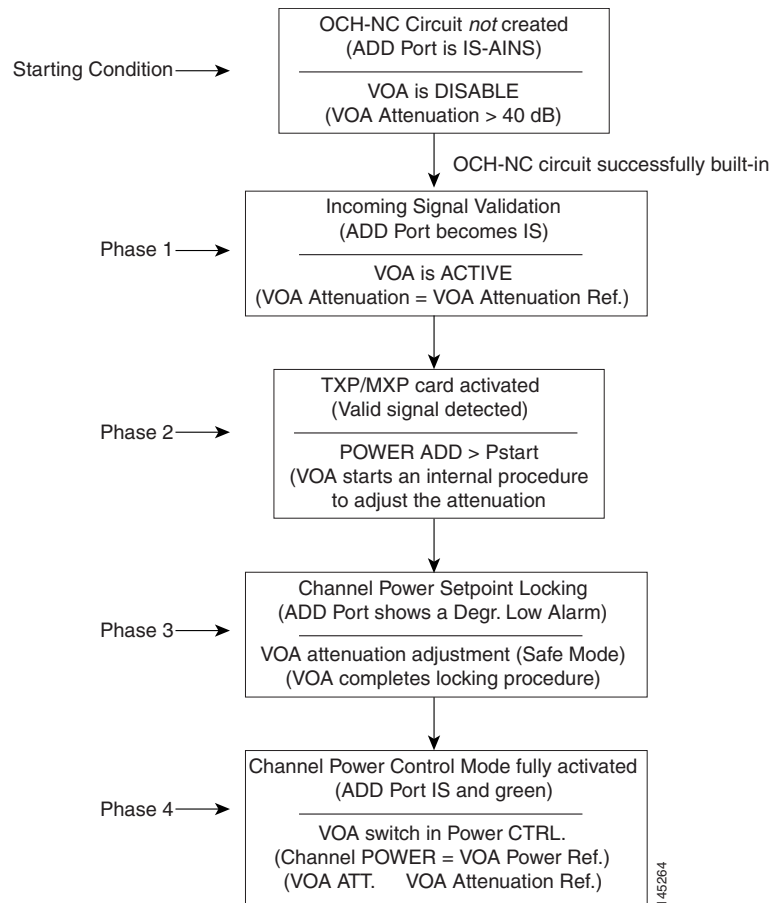 OCH-NC Circuit not created
(ADD Port is IS-AINS)
Starting Condition
VOA is DISABLE
(VOA Attenuation > 40 dB)
OCH-NC circuit successfully built-in
Incoming Signal Validation
(ADD Port becomes IS)
Phase 1
VOA is ACTIVE
(VOA Attenuation = VOA Attenuation Ref.)
TXP/MXP card activated
(Valid signal detected)
Phase 2
POWER ADD > Pstart
(VOA starts an internal procedure
to adjust the attenuation
Channel Power Setpoint Locking
(ADD Port shows a Degr. Low Alarm)
Phase 3
VOA attenuation adjustment (Safe Mode)
(VOA completes locking procedure)
Channel Power Control Mode fully activated
(ADD Port IS and green)
Phase 4
VOA switch in Power CTRL.
(Channel POWER = VOA Power Ref.)
(VOA ATT. VOA Attenuation Ref.)
145264